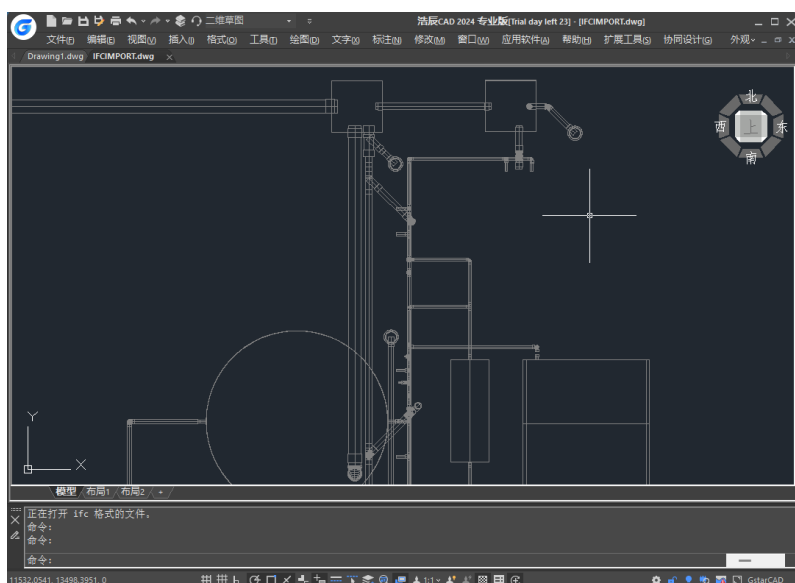 二维草图 浩辰CAD 2024 专业版[Trial day left 23] - [IFCIMPORT.dwg]
文件(F) 编辑(E) 视图(V) 插入(I) 格式(O) 工具(T) 绘图(D) 文字(X) 标注(N) 修改(M) 窗口(W) 应用软件(A) 帮助(H) 扩展工具(S) 协同设计(G) 外观
Drawing1.dwg IFCIMPORT.dwg
北
西 上 东
南
Y
X
模型 布局1 布局2 +
正在打开 ifc 格式的文件。
命令:
命令:
命令:
11532.0541, 13498.3951, 0 1:1 GstarCAD